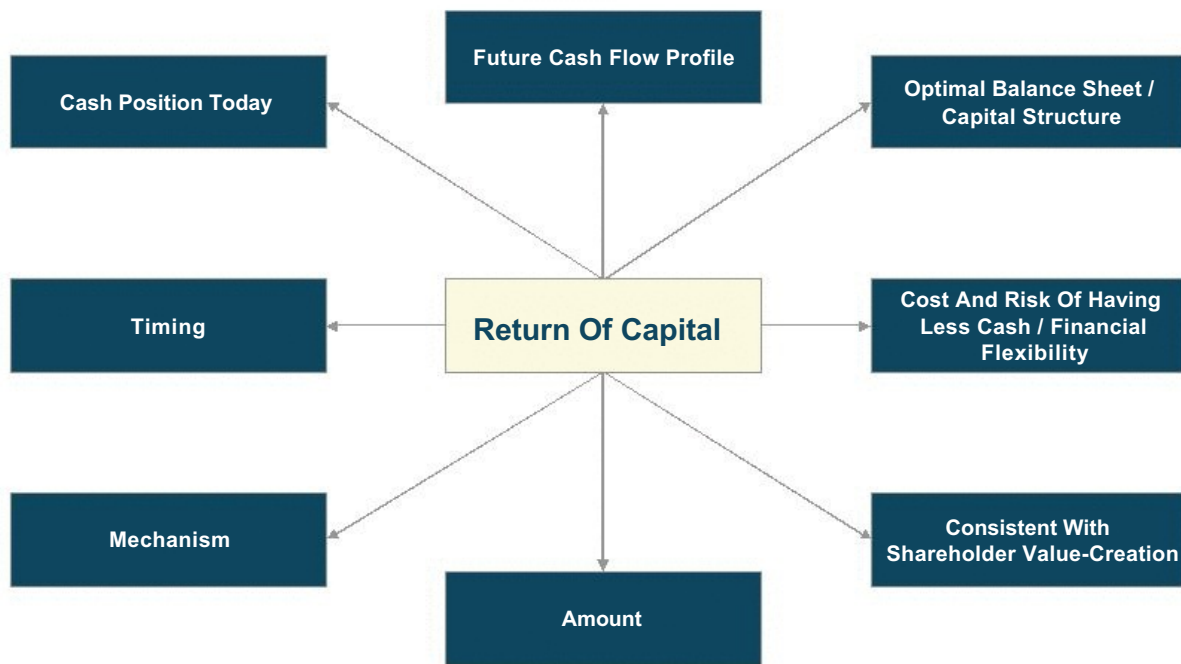 Future Cash Flow Profile
Cash Position Today
Optimal Balance Sheet /
Capital Structure
Timing
Return Of Capital
Cost And Risk Of Having
Less Cash / Financial
Flexibility
Mechanism
Consistent With
Shareholder Value-Creation
Amount